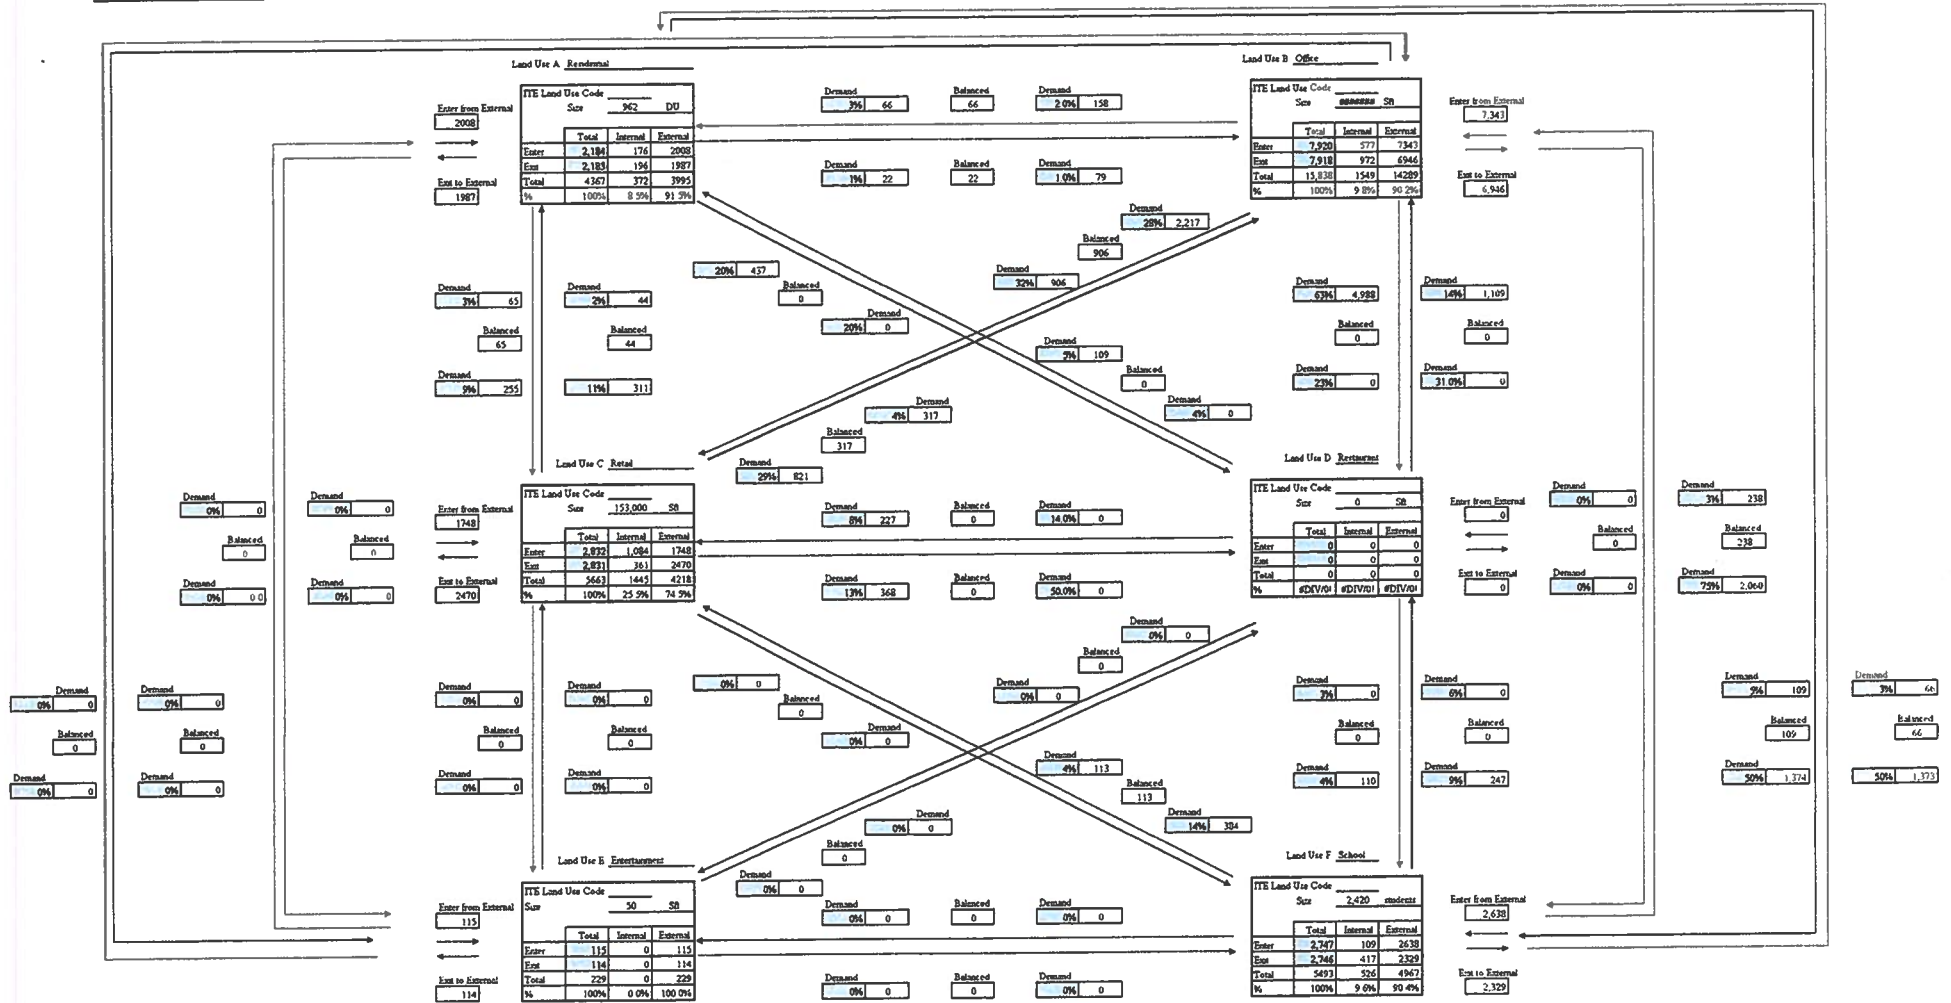 Land Use A Residential
ITE Land Use Code
Size 962 DU
Total Internal External
Enter 2,184 176 2008
Exit 2,183 196 1987
Total 4367 372 3995
% 100% 8.5% 91.5%
Enter from External
2008
Exit to External
1987
Demand Balanced Demand
3% 66 66 2.0% 158
Demand Balanced Demand
1% 22 22 1.0% 79
Land Use B Office
ITE Land Use Code
Size ####### Sft
Total Internal External
Enter 7,920 577 7343
Exit 7,918 972 6946
Total 15,838 1549 14289
% 100% 9.8% 90.2%
Enter from External
7,343
Exit to External
6,946
Demand
28% 2,217
Balanced
906
Demand
32% 906
20% 437
Balanced
0
Demand
20% 0
Demand
3% 65
Balanced
65
Demand
9% 255
Demand
2% 44
Balanced
44
11% 311
Demand
5% 109
Balanced
0
Demand
4% 0
Demand
63% 4,988
Balanced
0
Demand
23% 0
Demand
14% 1,109
Balanced
0
Demand
31.0% 0
Demand
4% 317
Balanced
317
Demand
29% 821
Land Use C Retail
ITE Land Use Code
Size 153,000 Sft
Total Internal External
Enter 2,832 1,084 1748
Exit 2,831 361 2470
Total 5663 1445 4218
% 100% 25.5% 74.5%
Enter from External
1748
Exit to External
2470
Demand
0% 0
Balanced
0
Demand
0% 0.0
Demand
0% 0
Balanced
0
Demand
0% 0
Demand Balanced Demand
8% 227 0 14.0% 0
Demand Balanced Demand
13% 368 0 50.0% 0
Land Use D Restaurant
ITE Land Use Code
Size 0 Sft
Total Internal External
Enter 0 0 0
Exit 0 0 0
Total 0 0 0
% #DIV/0! #DIV/0! #DIV/0!
Enter from External
0
Exit to External
0
Demand
0% 0
Balanced
0
Demand
0% 0
Demand
3% 238
Balanced
238
Demand
75% 2,060
Demand
0% 0
Balanced
0
Demand
0% 0
Demand
0% 0
Balanced
0
Demand
0% 0
Demand
0% 0
Balanced
0
Demand
0% 0
Demand
0% 0
Balanced
0
Demand
0% 0
0% 0
Balanced
0
Demand
0% 0
Demand
0% 0
Balanced
0
Demand
0% 0
Demand
4% 113
Balanced
113
Demand
14% 384
Demand
3% 0
Balanced
0
Demand
4% 110
Demand
6% 0
Balanced
0
Demand
9% 247
Demand
5% 109
Balanced
109
Demand
50% 1,374
Demand
3% 66
Balanced
66
50% 1,373
Demand
0% 0
Balanced
0
Demand
0% 0
Land Use E Entertainment
ITE Land Use Code
Size 50 Sft
Total Internal External
Enter 115 0 115
Exit 114 0 114
Total 229 0 229
% 100% 0.0% 100.0%
Enter from External
115
Exit to External
114
Demand Balanced Demand
0% 0 0 0% 0
Demand Balanced Demand
0% 0 0 0% 0
Land Use F School
ITE Land Use Code
Size 2,420 students
Total Internal External
Enter 2,747 109 2638
Exit 2,746 417 2329
Total 5493 526 4967
% 100% 9.6% 90.4%
Enter from External
2,638
Exit to External
2,329